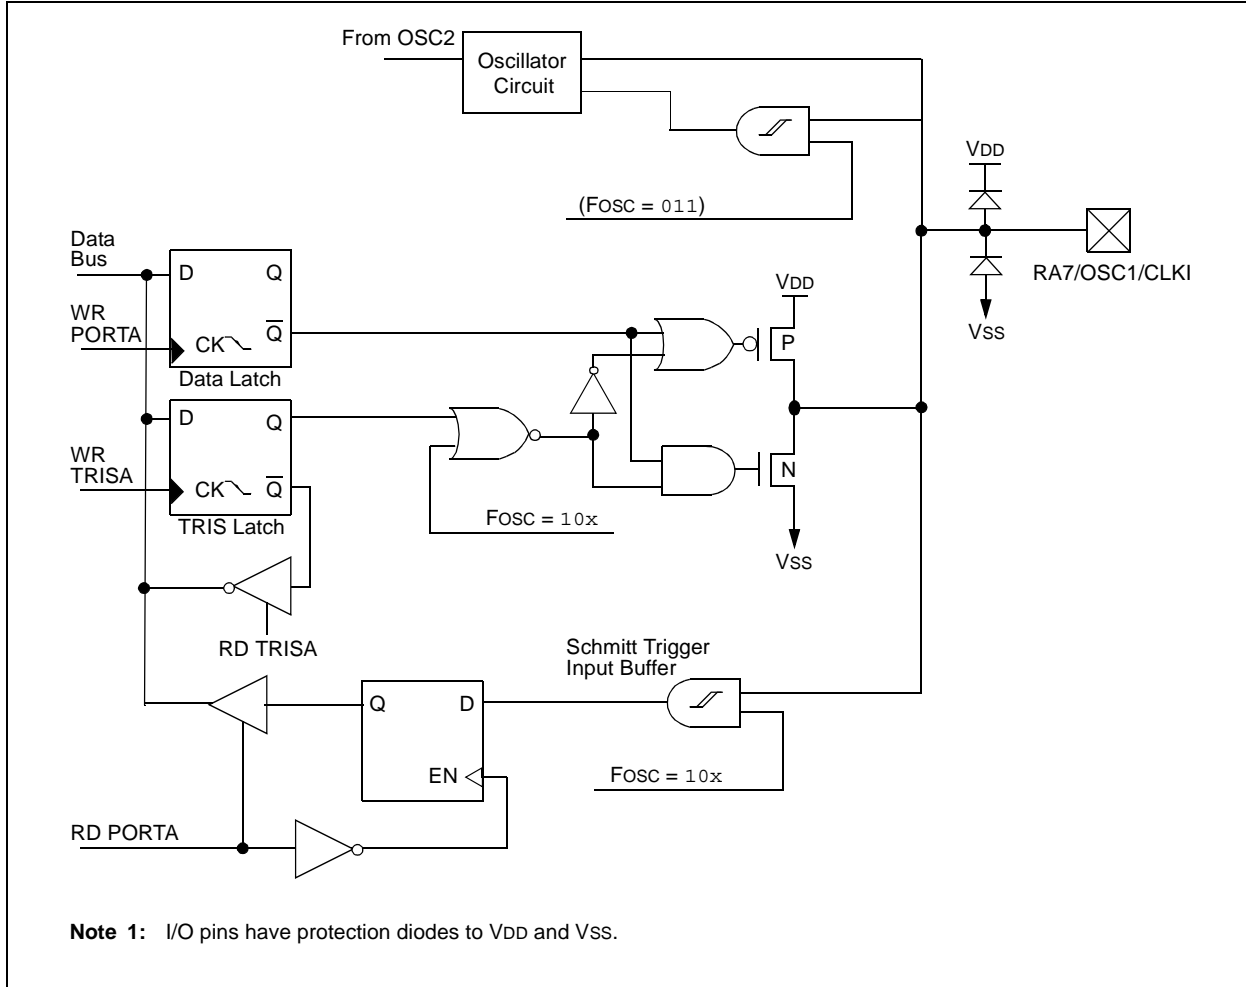 From OSC2
Oscillator
Circuit
VDD
(FOSC = 011)
RA7/OSC1/CLKI
VSS
Data
Bus
D
Q
WR
PORTA
CK
Q
Data Latch
VDD
P
D
Q
WR
TRISA
CK
Q
TRIS Latch
FOSC = 10x
N
VSS
RD TRISA
Schmitt Trigger
Input Buffer
Q
D
EN
FOSC = 10x
RD PORTA
Note 1: I/O pins have protection diodes to VDD and VSS.